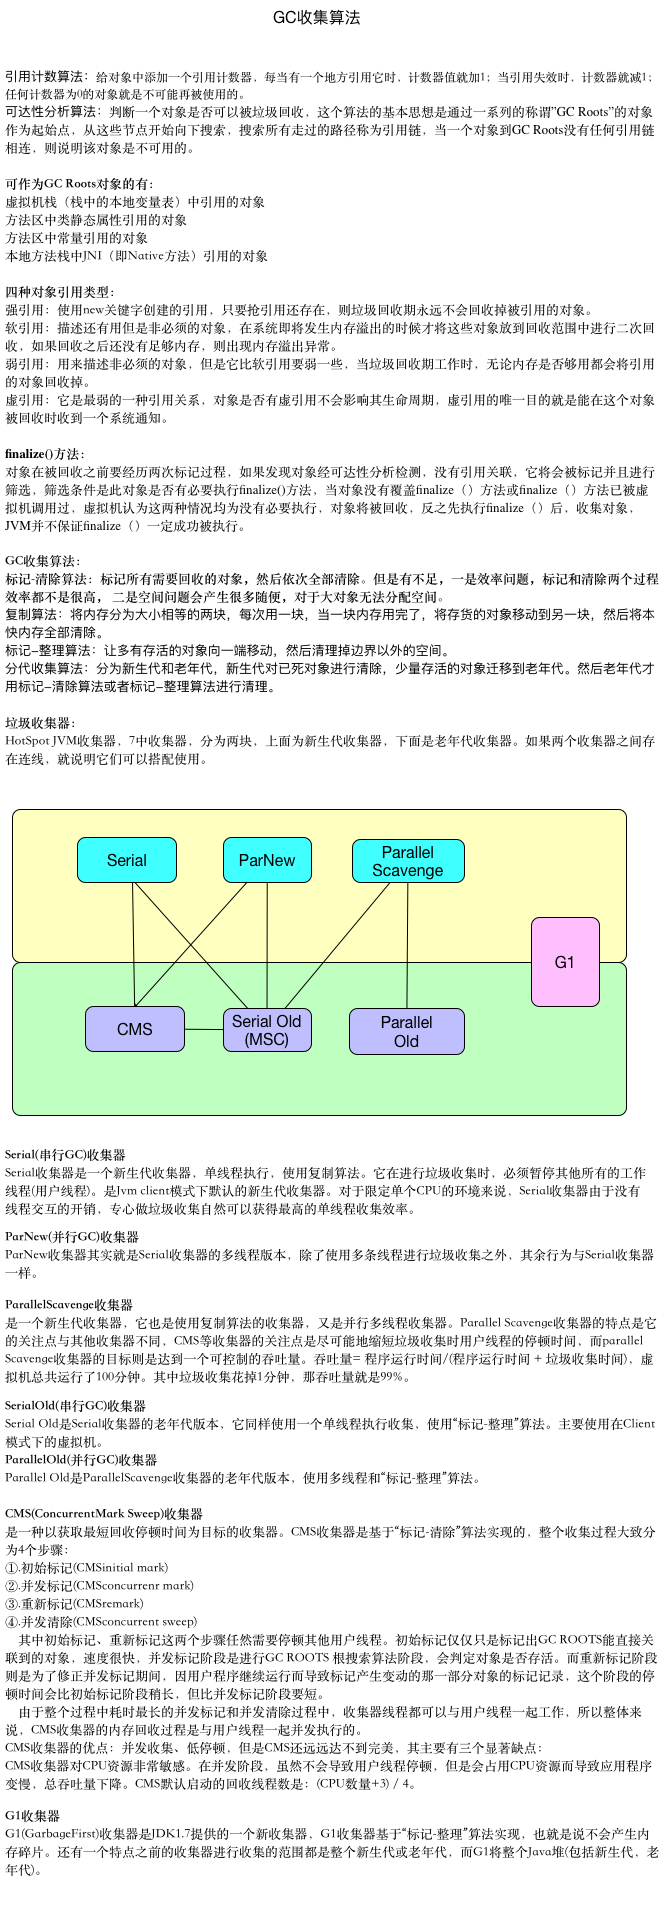 GC收集算法
引用计数算法：给对象中添加一个引用计数器，每当有一个地方引用它时，计数器值就加1；当引用失效时，计数器就减1；
任何计数器为0的对象就是不可能再被使用的。
可达性分析算法：判断一个对象是否可以被垃圾回收，这个算法的基本思想是通过一系列的称谓”GC Roots”的对象
作为起始点，从这些节点开始向下搜索，搜索所有走过的路径称为引用链，当一个对象到GC Roots没有任何引用链
相连，则说明该对象是不可用的。
可作为GC Roots对象的有：
虚拟机栈（栈中的本地变量表）中引用的对象
方法区中类静态属性引用的对象
方法区中常量引用的对象
本地方法栈中JNI（即Native方法）引用的对象
四种对象引用类型：
强引用：使用new关键字创建的引用，只要抢引用还存在，则垃圾回收期永远不会回收掉被引用的对象。
软引用：描述还有用但是非必须的对象，在系统即将发生内存溢出的时候才将这些对象放到回收范围中进行二次回
收，如果回收之后还没有足够内存，则出现内存溢出异常。
弱引用：用来描述非必须的对象，但是它比软引用要弱一些，当垃圾回收期工作时，无论内存是否够用都会将引用
的对象回收掉。
虚引用：它是最弱的一种引用关系，对象是否有虚引用不会影响其生命周期，虚引用的唯一目的就是能在这个对象
被回收时收到一个系统通知。
finalize()方法：
对象在被回收之前要经历两次标记过程，如果发现对象经可达性分析检测，没有引用关联，它将会被标记并且进行
筛选，筛选条件是此对象是否有必要执行finalize()方法，当对象没有覆盖finalize（）方法或finalize（）方法已被虚
拟机调用过，虚拟机认为这两种情况均为没有必要执行，对象将被回收，反之先执行finalize（）后，收集对象，
JVM并不保证finalize（）一定成功被执行。
GC收集算法：
标记-清除算法：标记所有需要回收的对象，然后依次全部清除。但是有不足，一是效率问题，标记和清除两个过程
效率都不是很高，二是空间问题会产生很多随便，对于大对象无法分配空间。
复制算法：将内存分为大小相等的两块，每次用一块，当一块内存用完了，将存货的对象移动到另一块，然后将本
快内存全部清除。
标记-整理算法：让多有存活的对象向一端移动，然后清理掉边界以外的空间。
分代收集算法：分为新生代和老年代，新生代对已死对象进行清除，少量存活的对象迁移到老年代。然后老年代才
用标记-清除算法或者标记-整理算法进行清理。
垃圾收集器：
HotSpot JVM收集器，7中收集器，分为两块，上面为新生代收集器，下面是老年代收集器。如果两个收集器之间存
在连线，就说明它们可以搭配使用。
Serial
ParNew
Parallel
Scavenge
G1
CMS
Serial Old
(MSC)
Parallel
Old
Serial(串行GC)收集器
Serial收集器是一个新生代收集器，单线程执行，使用复制算法。它在进行垃圾收集时，必须暂停其他所有的工作
线程(用户线程)。是Jvm client模式下默认的新生代收集器。对于限定单个CPU的环境来说，Serial收集器由于没有
线程交互的开销，专心做垃圾收集自然可以获得最高的单线程收集效率。
ParNew(并行GC)收集器
ParNew收集器其实就是Serial收集器的多线程版本，除了使用多条线程进行垃圾收集之外，其余行为与Serial收集器
一样。
ParallelScavenge收集器
是一个新生代收集器，它也是使用复制算法的收集器，又是并行多线程收集器。Parallel Scavenge收集器的特点是它
的关注点与其他收集器不同，CMS等收集器的关注点是尽可能地缩短垃圾收集时用户线程的停顿时间，而parallel
Scavenge收集器的目标则是达到一个可控制的吞吐量。吞吐量= 程序运行时间/(程序运行时间 + 垃圾收集时间)，虚
拟机总共运行了100分钟。其中垃圾收集花掉1分钟，那吞吐量就是99%。
SerialOld(串行GC)收集器
Serial Old是Serial收集器的老年代版本，它同样使用一个单线程执行收集，使用“标记-整理”算法。主要使用在Client
模式下的虚拟机。
ParallelOld(并行GC)收集器
Parallel Old是ParallelScavenge收集器的老年代版本，使用多线程和“标记-整理”算法。
CMS(ConcurrentMark Sweep)收集器
是一种以获取最短回收停顿时间为目标的收集器。CMS收集器是基于“标记-清除”算法实现的，整个收集过程大致分
为4个步骤：
①.初始标记(CMSinitial mark)
②.并发标记(CMSconcurrenr mark)
③.重新标记(CMSremark)
④.并发清除(CMSconcurrent sweep)
其中初始标记、重新标记这两个步骤任然需要停顿其他用户线程。初始标记仅仅只是标记出GC ROOTS能直接关
联到的对象，速度很快，并发标记阶段是进行GC ROOTS 根搜索算法阶段，会判定对象是否存活。而重新标记阶段
则是为了修正并发标记期间，因用户程序继续运行而导致标记产生变动的那一部分对象的标记记录，这个阶段的停
顿时间会比初始标记阶段稍长，但比并发标记阶段要短。
由于整个过程中耗时最长的并发标记和并发清除过程中，收集器线程都可以与用户线程一起工作，所以整体来
说，CMS收集器的内存回收过程是与用户线程一起并发执行的。
CMS收集器的优点：并发收集、低停顿，但是CMS还远远达不到完美，其主要有三个显著缺点：
CMS收集器对CPU资源非常敏感。在并发阶段，虽然不会导致用户线程停顿，但是会占用CPU资源而导致应用程序
变慢，总吞吐量下降。CMS默认启动的回收线程数是：(CPU数量+3) / 4。
G1收集器
G1(GarbageFirst)收集器是JDK1.7提供的一个新收集器，G1收集器基于“标记-整理”算法实现，也就是说不会产生内
存碎片。还有一个特点之前的收集器进行收集的范围都是整个新生代或老年代，而G1将整个Java堆(包括新生代，老
年代)。